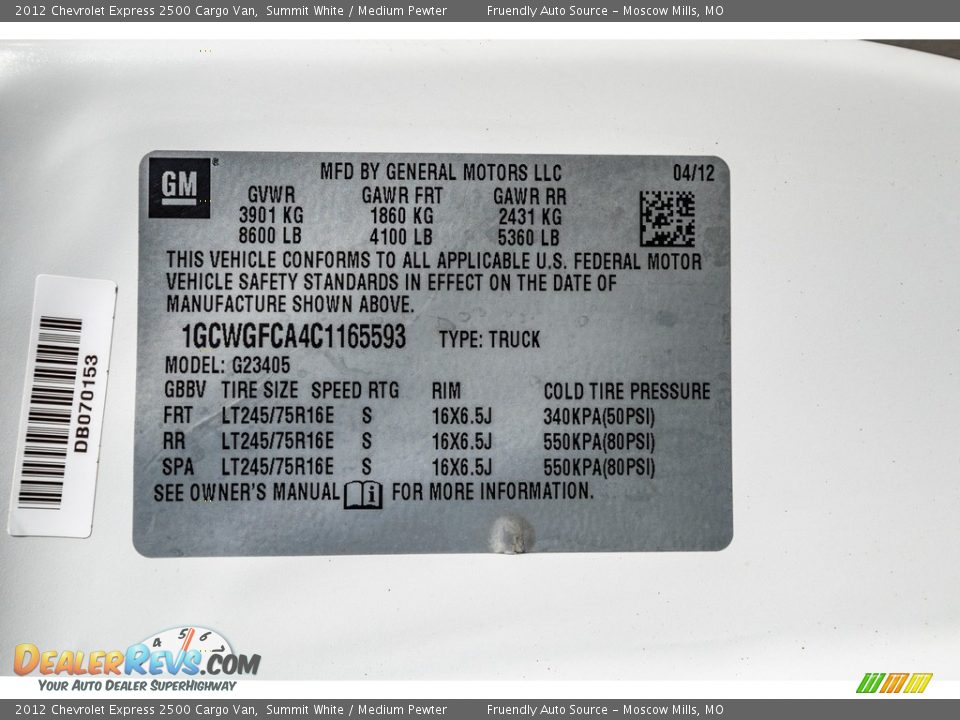 2012 Chevrolet Express 2500 Cargo Van, Summit White / Medium Pewter Fruendly Auto Source - Moscow Mills, MO
GM ® MFD BY GENERAL MOTORS LLC 04/12
GVWR GAWR FRT GAWR RR
3901 KG 1860 KG 2431 KG
8600 LB 4100 LB 5360 LB
THIS VEHICLE CONFORMS TO ALL APPLICABLE U.S. FEDERAL MOTOR
VEHICLE SAFETY STANDARDS IN EFFECT ON THE DATE OF
MANUFACTURE SHOWN ABOVE.
1GCWGFCA4C1165593 TYPE: TRUCK
MODEL: G23405
GBBV TIRE SIZE SPEED RTG RIM COLD TIRE PRESSURE
FRT LT245/75R16E S 16X6.5J 340KPA(50PSI)
RR LT245/75R16E S 16X6.5J 550KPA(80PSI)
SPA LT245/75R16E S 16X6.5J 550KPA(80PSI)
SEE OWNER'S MANUAL i FOR MORE INFORMATION.
DB070153
4 5 6 7
DEALERREVS.COM
YOUR AUTO DEALER SUPERHIGHWAY
2012 Chevrolet Express 2500 Cargo Van, Summit White / Medium Pewter Fruendly Auto Source - Moscow Mills, MO